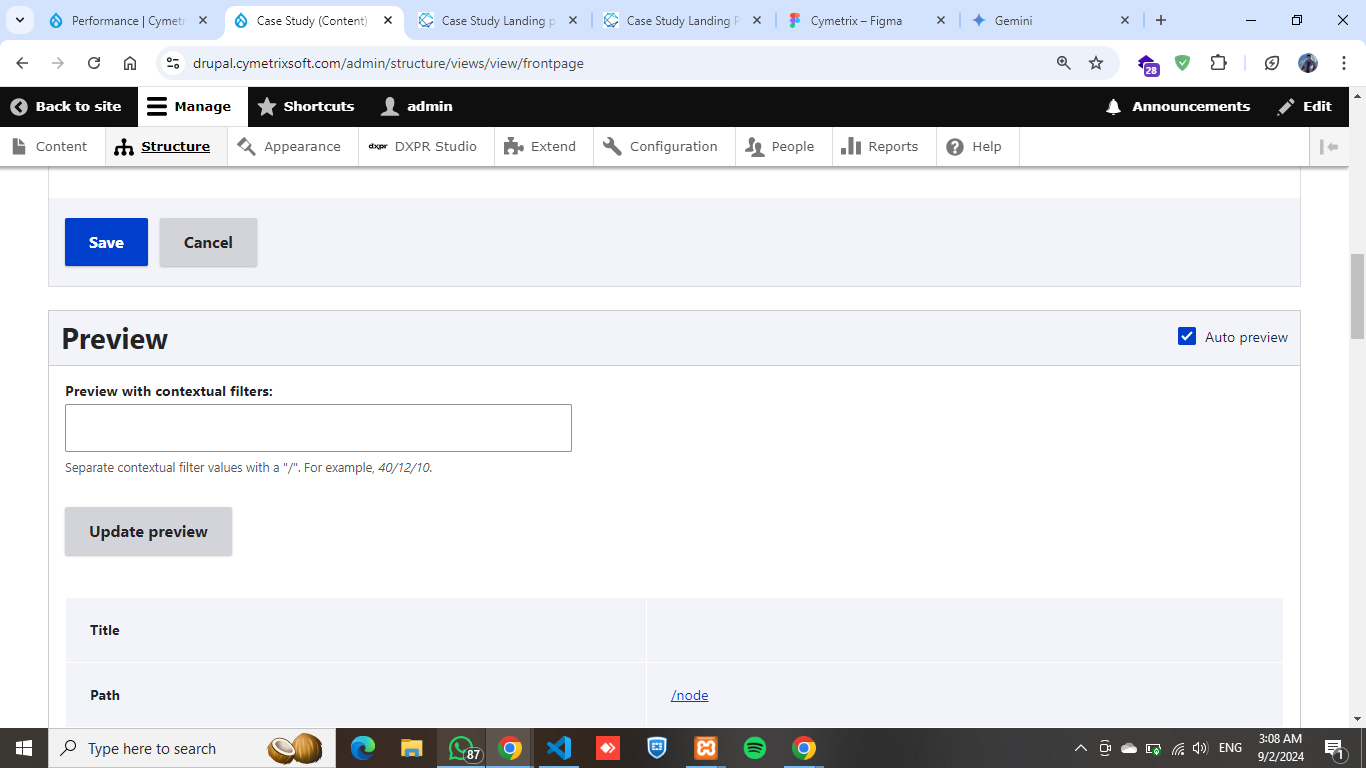 Performance | Cymetr
Case Study (Content)
Case Study Landing p
Case Study Landing P
Cymetrix – Figma
Gemini
drupal.cymetrixsoft.com/admin/structure/views/view/frontpage
28
Back to site
Manage
Shortcuts
admin
Announcements
Edit
Content
Structure
Appearance
dxpr DXPR Studio
Extend
Configuration
People
Reports
Help
Save
Cancel
Preview
Auto preview
Preview with contextual filters:
Separate contextual filter values with a "/". For example, 40/12/10.
Update preview
Title
Path
/node
Type here to search
87
ENG
3:08 AM
9/2/2024
1